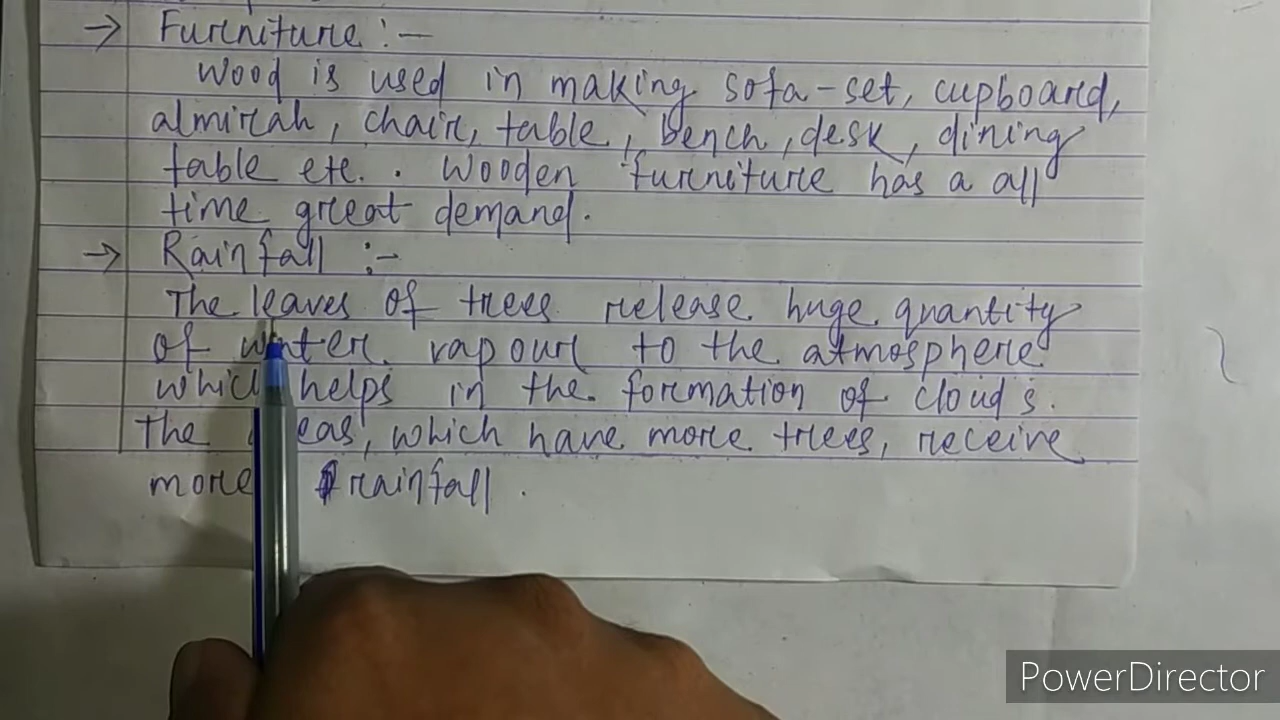 → Furniture :-
Wood is used in making sofa-set, cupboard,
almirah, chair, table, bench, desk, dining
table etc. . Wooden furniture has a all
time great demand.
→ Rainfall :-
The leaves of trees release huge quantity
of water vapour to the atmosphere
which helps in the formation of clouds.
The areas, which have more trees, receive
more rainfall.
PowerDirector